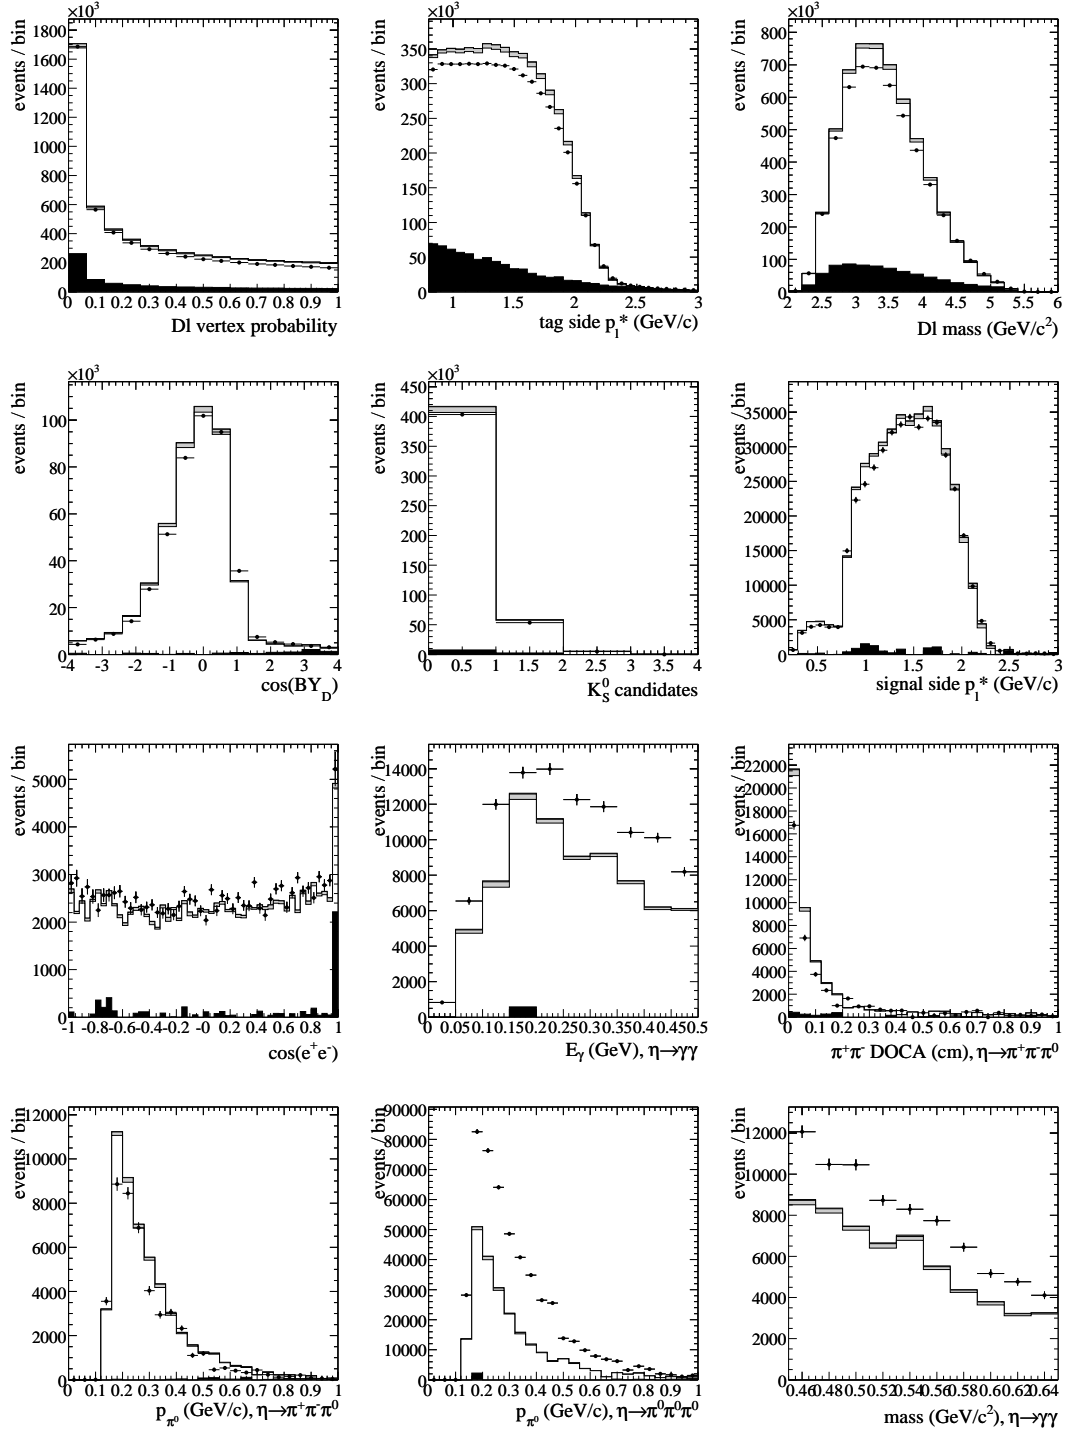 ×10³ ×10³ ×10³
events / bin
1800
1600
1400
1200
1000
800
600
400
200
0
0 0.1 0.2 0.3 0.4 0.5 0.6 0.7 0.8 0.9 1
Dl vertex probability
events / bin
350
300
250
200
150
100
50
0
1 1.5 2 2.5 3
tag side p_l* (GeV/c)
events / bin
800
700
600
500
400
300
200
100
0
2 2.5 3 3.5 4 4.5 5 5.5 6
Dl mass (GeV/c²)
×10³ ×10³
events / bin
100
80
60
40
20
0
-4 -3 -2 -1 0 1 2 3 4
cos(BY_D)
events / bin
450
400
350
300
250
200
150
100
50
0
0 0.5 1 1.5 2 2.5 3 3.5 4
K_S^0 candidates
events / bin
35000
30000
25000
20000
15000
10000
5000
0
0.5 1 1.5 2 2.5 3
signal side p_l* (GeV/c)
events / bin
5000
4000
3000
2000
1000
0
-1 -0.8 -0.6 -0.4 -0.2 -0 0.2 0.4 0.6 0.8 1
cos(e⁺e⁻)
events / bin
14000
12000
10000
8000
6000
4000
2000
0
0 0.05 0.1 0.15 0.2 0.25 0.3 0.35 0.4 0.45 0.5
E_γ (GeV), η→γγ
events / bin
22000
20000
18000
16000
14000
12000
10000
8000
6000
4000
2000
0
0 0.1 0.2 0.3 0.4 0.5 0.6 0.7 0.8 0.9 1
π⁺π⁻ DOCA (cm), η→π⁺π⁻π⁰
events / bin
12000
10000
8000
6000
4000
2000
0
0 0.1 0.2 0.3 0.4 0.5 0.6 0.7 0.8 0.9 1
p_π⁰ (GeV/c), η→π⁺π⁻π⁰
events / bin
90000
80000
70000
60000
50000
40000
30000
20000
10000
0
0 0.1 0.2 0.3 0.4 0.5 0.6 0.7 0.8 0.9 1
p_π⁰ (GeV/c), η→π⁰π⁰π⁰
events / bin
12000
10000
8000
6000
4000
2000
0
0.46 0.48 0.50 0.52 0.54 0.56 0.58 0.60 0.62 0.64
mass (GeV/c²), η→γγ